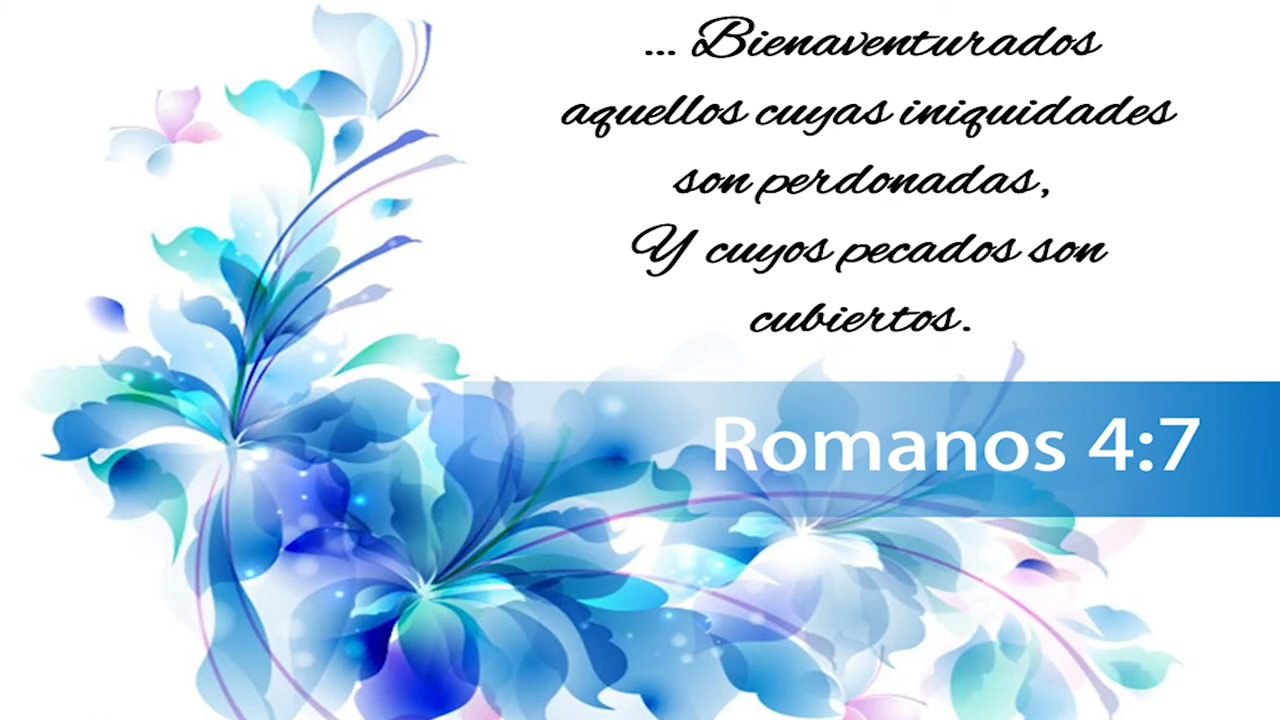 ... Bienaventurados
aquellos cuyas iniquidades
son perdonadas,
Y cuyos pecados son
cubiertos.
Romanos 4:7